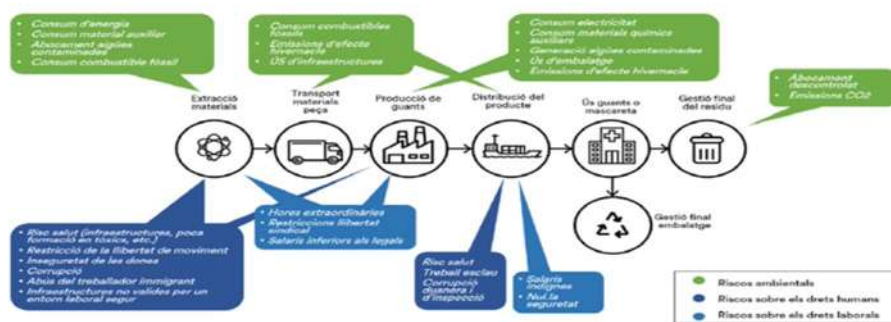 • Consum d'energia
• Consum material auxiliar
• Abocament aigües
contaminades
• Consum combustible fòssil
• Consum combustibles
fòssils
• Emissions d'efecte
hivernacle
• ÚS d'infraestructures
• Consum electricitat
• Consum materials químics
auxiliars
• Generació aigües contaminades
• Ús d'embalatge
• Emissions d'efecte hivernacle
• Abocament
descontrolat
• Emissions CO2
Extracció
materials
Transport
materials
peça
Producció de
guants
Distribució del
producte
Ús guants o
mascareta
Gestió final
del residu
Gestió final
embalatge
• Risc salut (infraestructures, poca
formació en tòxics, etc.)
• Restricció de la llibertat de moviment
• Inseguretat de les dones
• Corrupció
• Abús del treballador immigrant
• Infraestructures no valides per un
entorn laboral segur
• Hores extraordinàries
• Restriccions llibertat
sindical
• Salaris inferiors als legals
Risc salut
Treball esclau
Corrupció
duanera i
d'inspecció
• Salaris
indignes
• Nul.la
seguretat
Riscos ambientals
Riscos sobre els drets humans
Riscos sobre els drets laborals